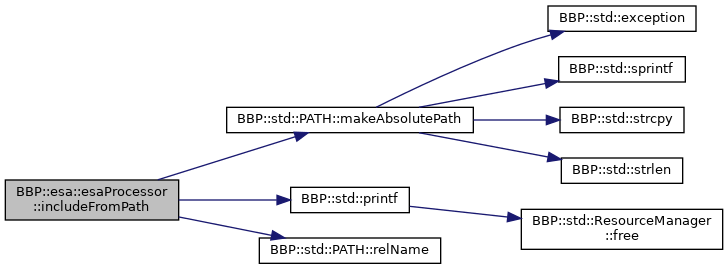 BBP::esa::esaProcessor
::includeFromPath
BBP::std::PATH::makeAbsolutePath
BBP::std::exception
BBP::std::sprintf
BBP::std::strcpy
BBP::std::strlen
BBP::std::printf
BBP::std::ResourceManager
::free
BBP::std::PATH::relName